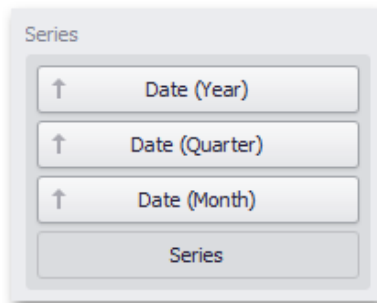 Series
Date (Year)
Date (Quarter)
Date (Month)
Series